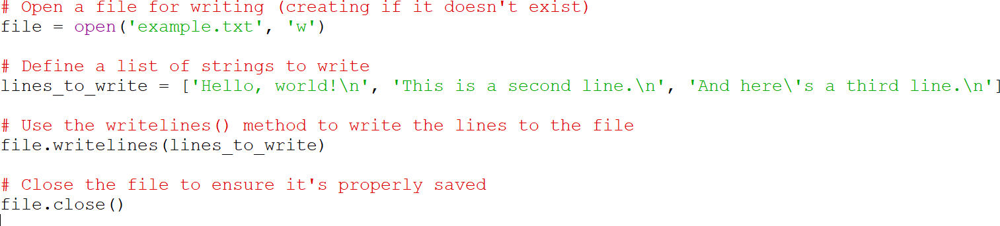 # Open a file for writing (creating if it doesn't exist)
file = open('example.txt', 'w')
# Define a list of strings to write
lines_to_write = ['Hello, world!\n', 'This is a second line.\n', 'And here\'s a third line.\n']
# Use the writelines() method to write the lines to the file
file.writelines(lines_to_write)
# Close the file to ensure it's properly saved
file.close()